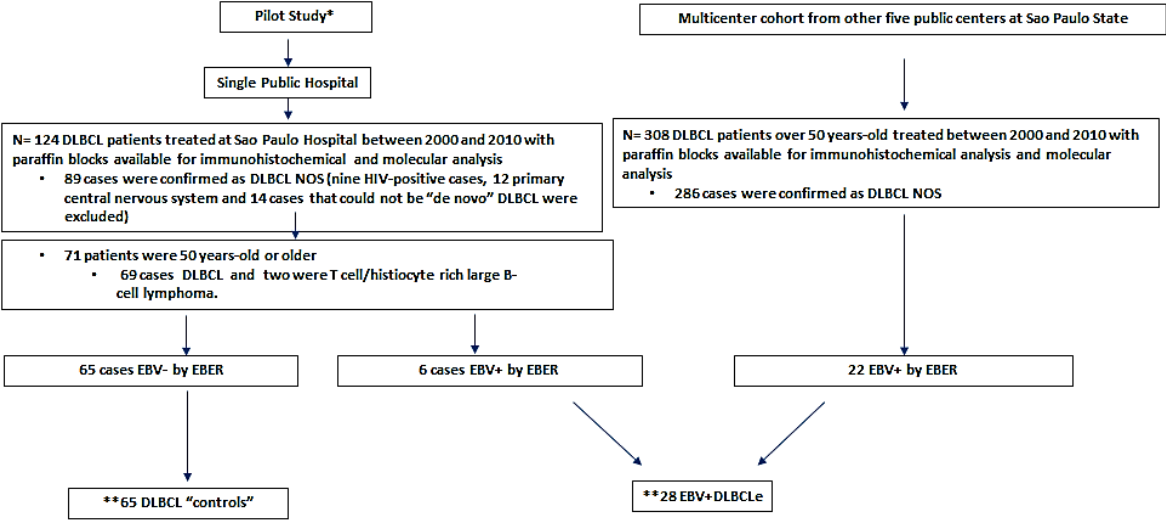 Pilot Study*
Multicenter cohort from other five public centers at Sao Paulo State
Single Public Hospital
N= 124 DLBCL patients treated at Sao Paulo Hospital between 2000 and 2010 with
paraffin blocks available for immunohistochemical and molecular analysis
• 89 cases were confirmed as DLBCL NOS (nine HIV-positive cases, 12 primary
central nervous system and 14 cases that could not be “de novo” DLBCL were
excluded)
N= 308 DLBCL patients over 50 years-old treated between 2000 and 2010 with
paraffin blocks available for immunohistochemical analysis and molecular
analysis
• 286 cases were confirmed as DLBCL NOS
• 71 patients were 50 years-old or older
• 69 cases DLBCL and two were T cell/histiocyte rich large B-
cell lymphoma.
65 cases EBV- by EBER
6 cases EBV+ by EBER
22 EBV+ by EBER
**65 DLBCL “controls”
**28 EBV+DLBCLe